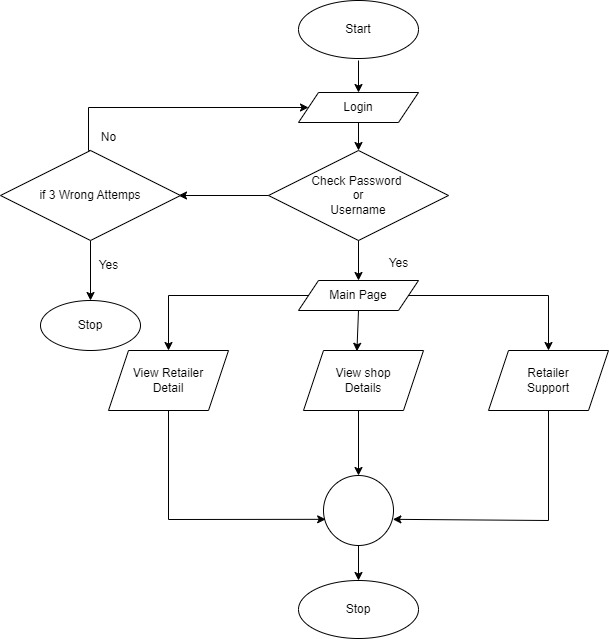 Start
Login
No
if 3 Wrong Attemps
Check Password
or
Username
Yes
Yes
Main Page
Stop
View Retailer
Detail
View shop
Details
Retailer
Support
Stop